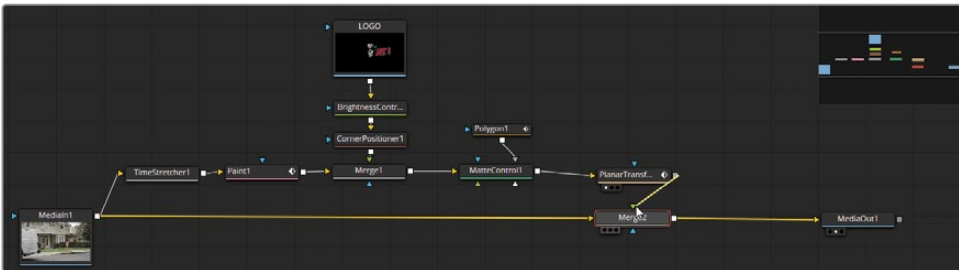 LOGO
BrightnessContr...
Polygon1
CornerPositioner1
TimeStretcher1
Paint1
Merge1
MatteControl1
PlanarTransf...
MediaIn1
Merge2
MediaOut1